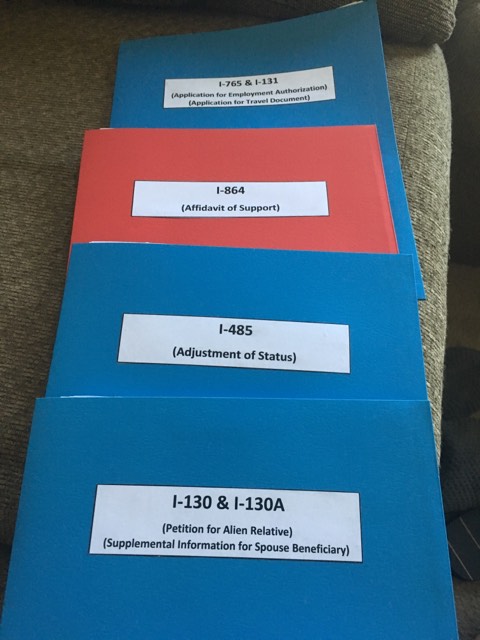 I-765 & I-131
(Application for Employment Authorization)
(Application for Travel Document)
I-864
(Affidavit of Support)
I-485
(Adjustment of Status)
I-130 & I-130A
(Petition for Alien Relative)
(Supplemental Information for Spouse Beneficiary)